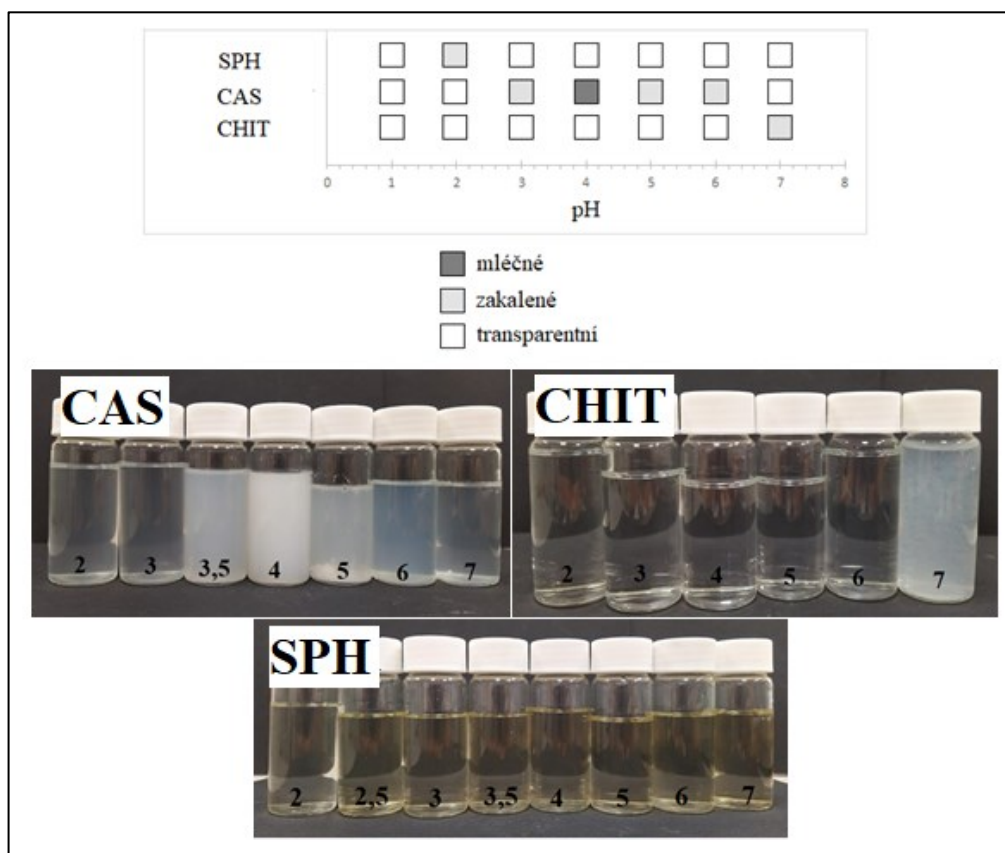 SPH
CAS
CHIT
0 1 2 3 4 5 6 7 8
pH
mléčné
zakalené
transparentní
CAS
2 3 3,5 4 5 6 7
CHIT
2 3 4 5 6 7
SPH
2 2,5 3 3,5 4 5 6 7